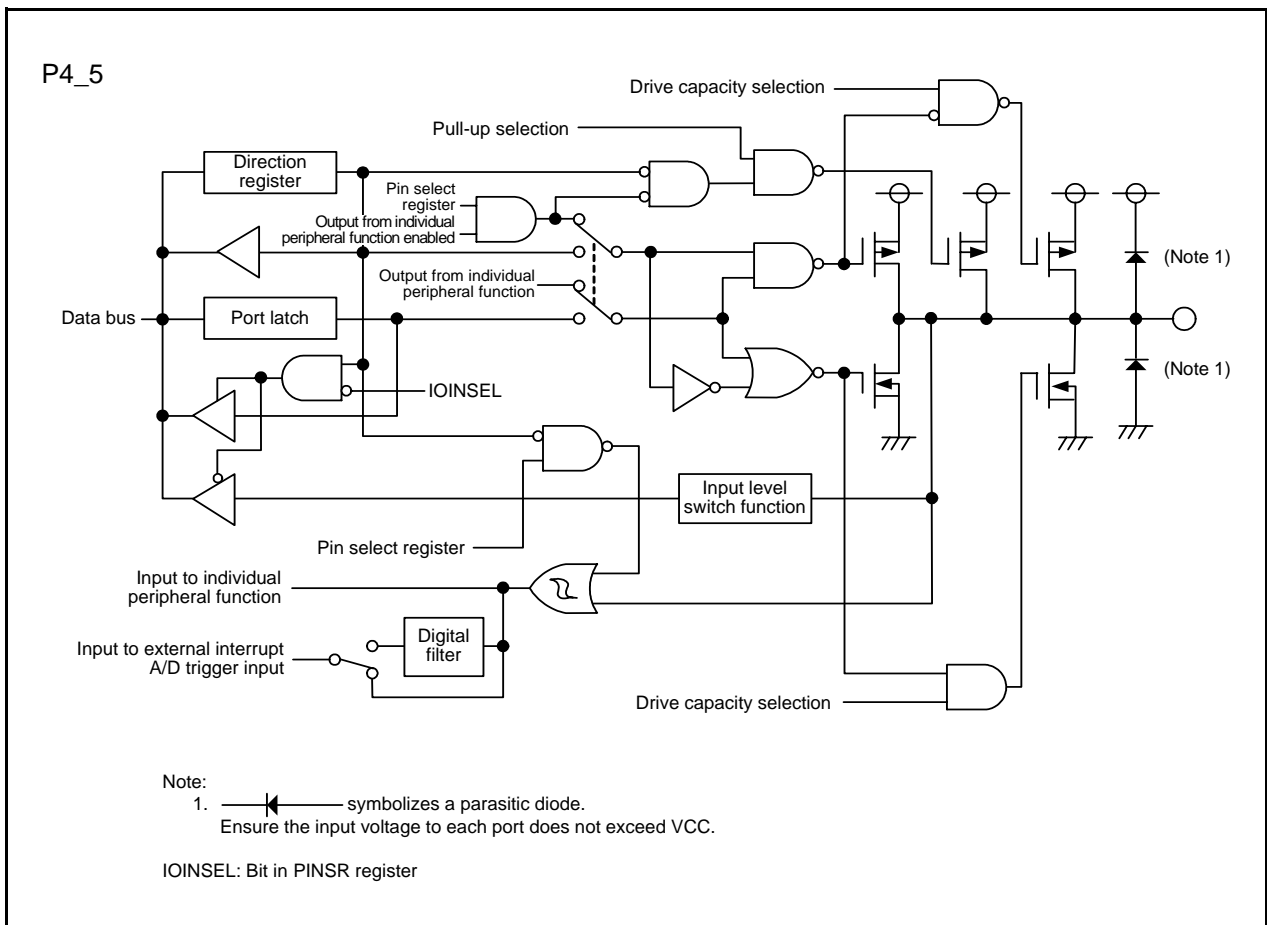 P4_5
Drive capacity selection
Pull-up selection
Direction
register
Pin select
register
Output from individual
peripheral function enabled
(Note 1)
Output from individual
peripheral function
Data bus
Port latch
(Note 1)
IOINSEL
Input level
switch function
Pin select register
Input to individual
peripheral function
Digital
filter
Input to external interrupt
A/D trigger input
Drive capacity selection
Note:
1. symbolizes a parasitic diode.
Ensure the input voltage to each port does not exceed VCC.
IOINSEL: Bit in PINSR register